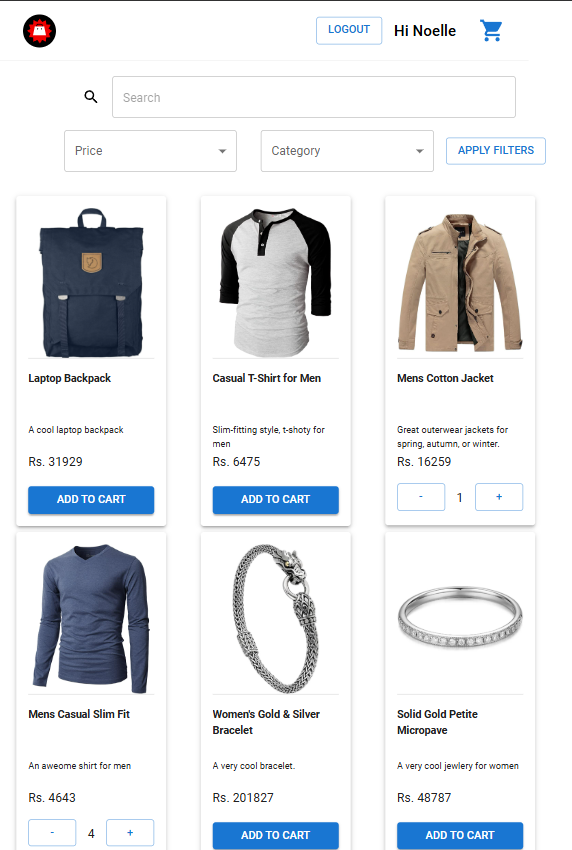 LOGOUT Hi Noelle
Search
Price Category APPLY FILTERS
Laptop Backpack
A cool laptop backpack
Rs. 31929
ADD TO CART
Casual T-Shirt for Men
Slim-fitting style, t-shoty for
men
Rs. 6475
ADD TO CART
Mens Cotton Jacket
Great outerwear jackets for
spring, autumn, or winter.
Rs. 16259
- 1 +
Mens Casual Slim Fit
An aweome shirt for men
Rs. 4643
- 4 +
Women's Gold & Silver
Bracelet
A very cool bracelet.
Rs. 201827
ADD TO CART
Solid Gold Petite
Micropave
A very cool jewlery for women
Rs. 48787
ADD TO CART